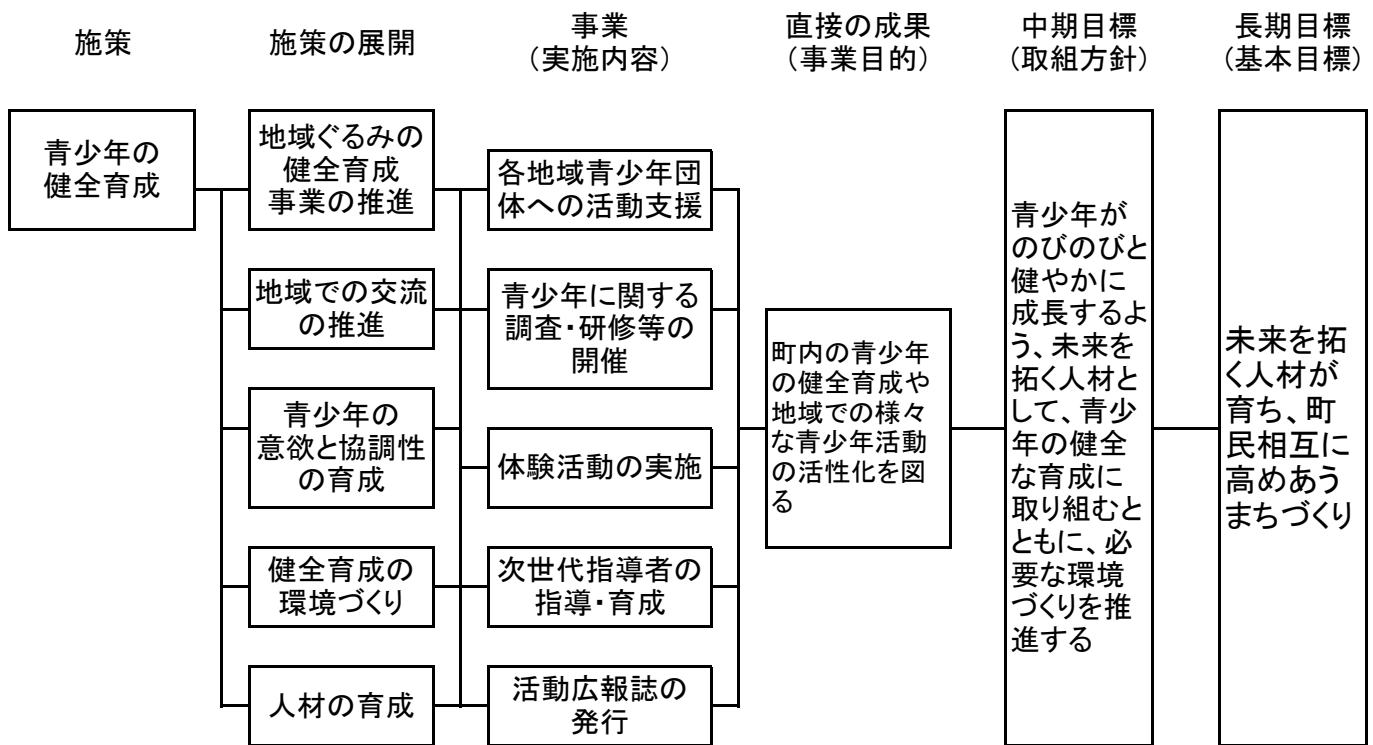 施策
施策の展開
事業
（実施内容）
直接の成果
（事業目的）
中期目標
（取組方針）
長期目標
（基本目標）
青少年の
健全育成
地域ぐるみの
健全育成
事業の推進
地域での交流
の推進
青少年の
意欲と協調性
の育成
健全育成の
環境づくり
人材の育成
各地域青少年団
体への活動支援
青少年に関する
調査・研修等の
開催
体験活動の実施
次世代指導者の
指導・育成
活動広報誌の
発行
町内の青少年
の健全育成や
地域での様々
な青少年活動
の活性化を図
る
青少年が
のびのびと
健やかに
成長するよ
う、未来を
拓く人材と
して、青少
年の健全
な育成に
取り組むと
ともに、必
要な環境
づくりを推
進する
未来を拓
く人材が
育ち、町
民相互に
高めあう
まちづくり